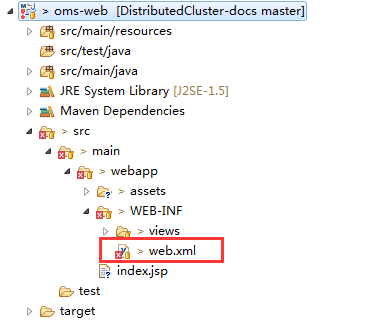 > oms-web [DistributedCluster-docs master]
> src/main/resources
src/test/java
> src/main/java
JRE System Library [J2SE-1.5]
Maven Dependencies
> src
> main
> webapp
> assets
> WEB-INF
> views
> web.xml
index.jsp
test
> target